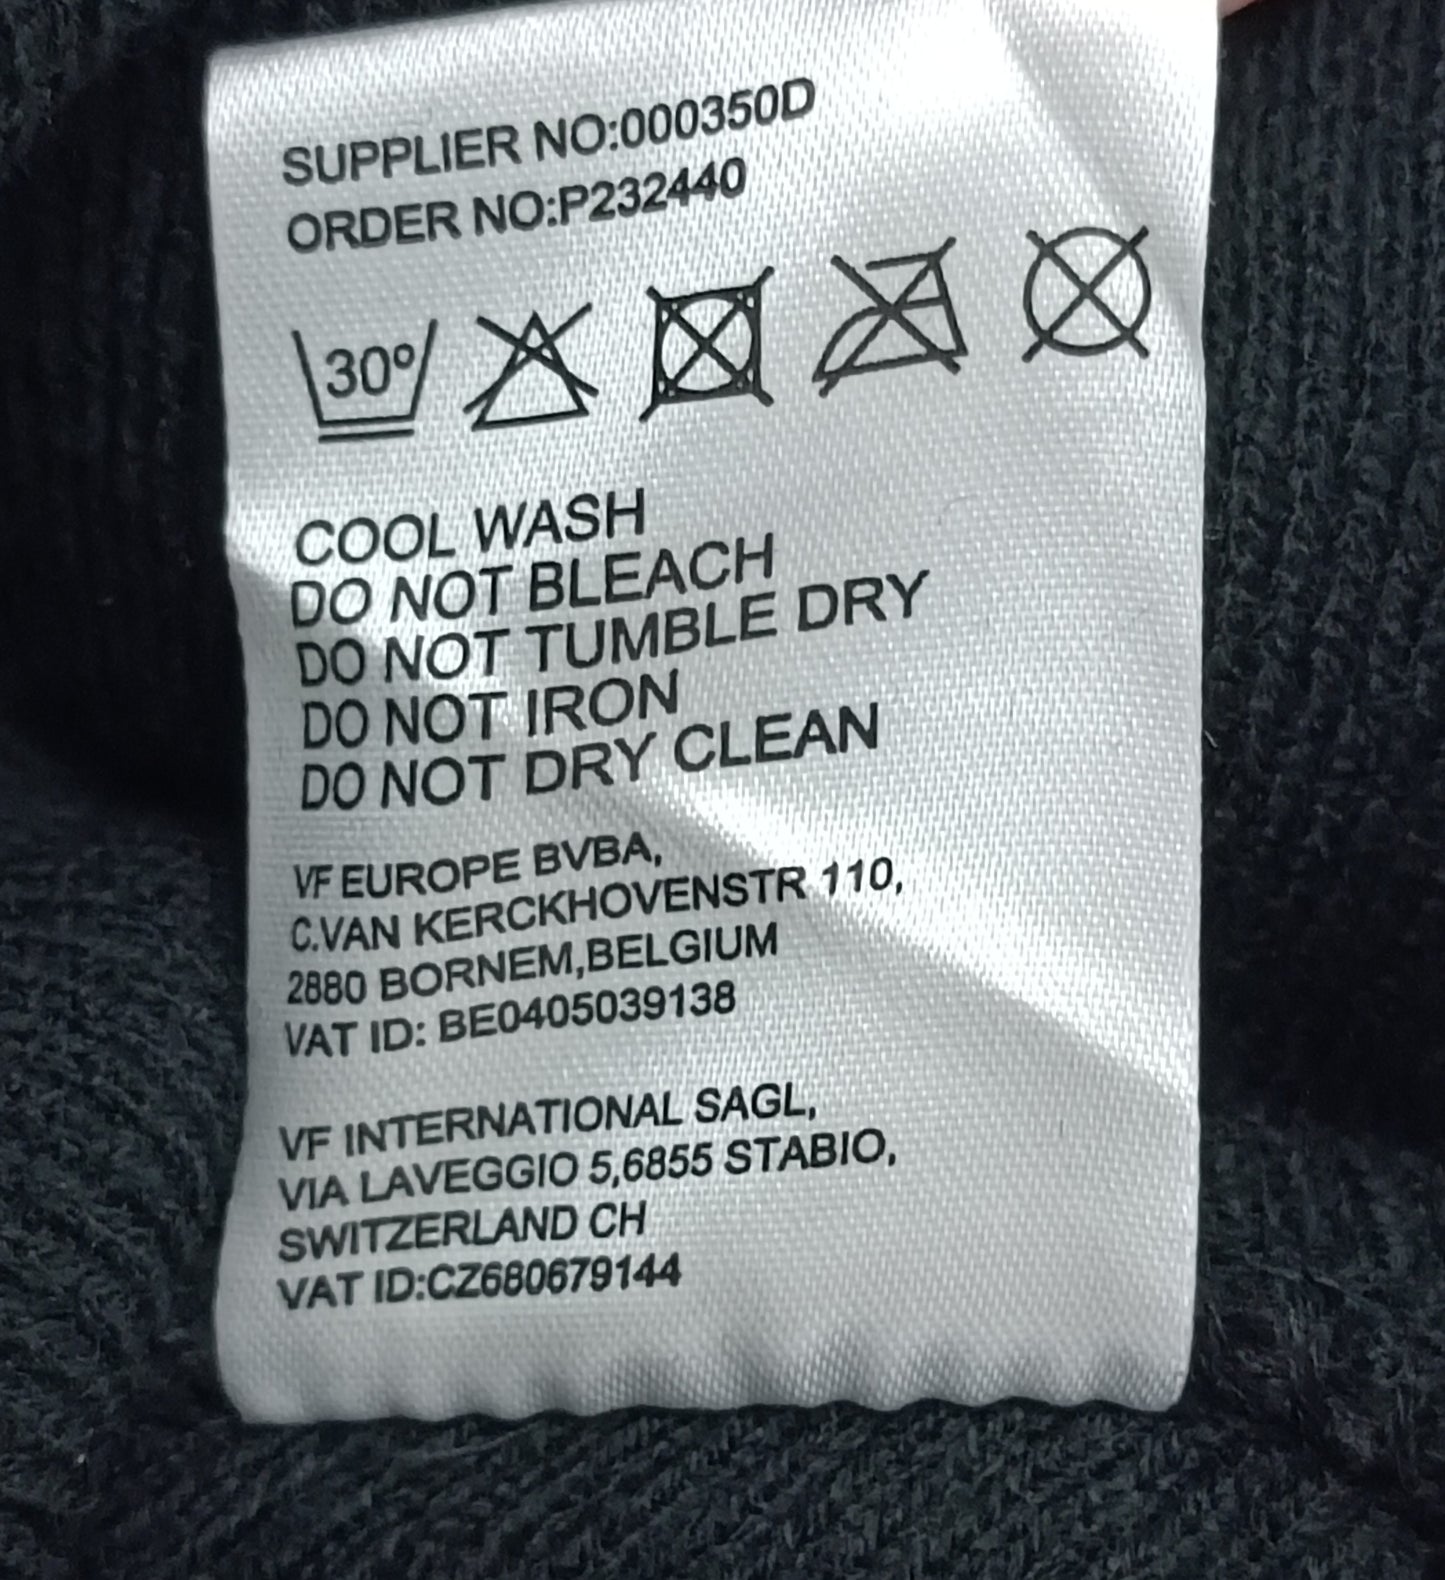 SUPPLIER NO:000350D
ORDER NO:P232440
30º
COOL WASH
DO NOT BLEACH
DO NOT TUMBLE DRY
DO NOT IRON
DO NOT DRY CLEAN
VF EUROPE BVBA,
C.VAN KERCKHOVENSTR 110,
2880 BORNEM,BELGIUM
VAT ID: BE0405039138
VF INTERNATIONAL SAGL,
VIA LAVEGGIO 5,6855 STABIO,
SWITZERLAND CH
VAT ID:CZ680679144